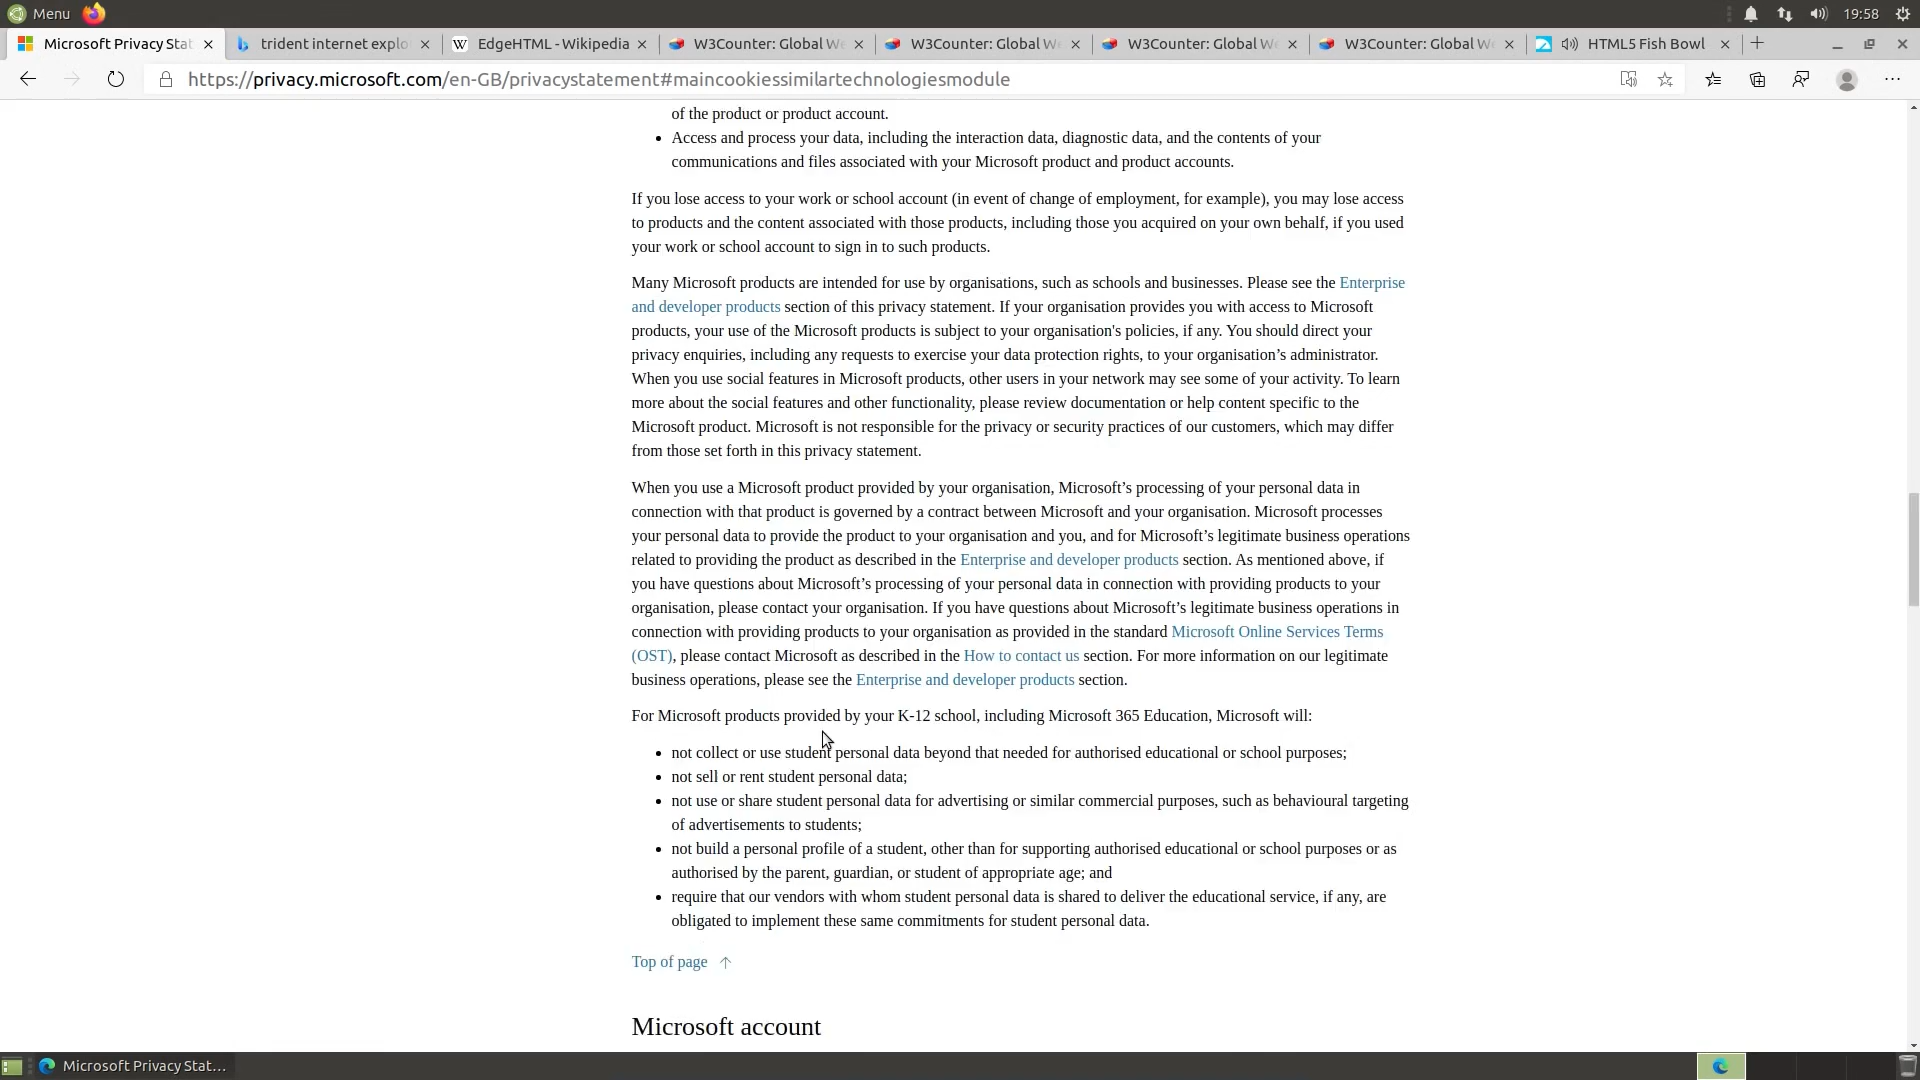 Menu
19:58
Microsoft Privacy Stat
trident internet explo
EdgeHTML - Wikipedia
W3Counter: Global We
W3Counter: Global We
W3Counter: Global We
W3Counter: Global We
HTML5 Fish Bowl
https://privacy.microsoft.com/en-GB/privacystatement#maincookiessimilartechnologiesmodule
of the product or product account.
• Access and process your data, including the interaction data, diagnostic data, and the contents of your
communications and files associated with your Microsoft product and product accounts.
If you lose access to your work or school account (in event of change of employment, for example), you may lose access
to products and the content associated with those products, including those you acquired on your own behalf, if you used
your work or school account to sign in to such products.
Many Microsoft products are intended for use by organisations, such as schools and businesses. Please see the Enterprise
and developer products section of this privacy statement. If your organisation provides you with access to Microsoft
products, your use of the Microsoft products is subject to your organisation's policies, if any. You should direct your
privacy enquiries, including any requests to exercise your data protection rights, to your organisation’s administrator.
When you use social features in Microsoft products, other users in your network may see some of your activity. To learn
more about the social features and other functionality, please review documentation or help content specific to the
Microsoft product. Microsoft is not responsible for the privacy or security practices of our customers, which may differ
from those set forth in this privacy statement.
When you use a Microsoft product provided by your organisation, Microsoft’s processing of your personal data in
connection with that product is governed by a contract between Microsoft and your organisation. Microsoft processes
your personal data to provide the product to your organisation and you, and for Microsoft’s legitimate business operations
related to providing the product as described in the Enterprise and developer products section. As mentioned above, if
you have questions about Microsoft’s processing of your personal data in connection with providing products to your
organisation, please contact your organisation. If you have questions about Microsoft’s legitimate business operations in
connection with providing products to your organisation as provided in the standard Microsoft Online Services Terms
(OST), please contact Microsoft as described in the How to contact us section. For more information on our legitimate
business operations, please see the Enterprise and developer products section.
For Microsoft products provided by your K-12 school, including Microsoft 365 Education, Microsoft will:
• not collect or use student personal data beyond that needed for authorised educational or school purposes;
• not sell or rent student personal data;
• not use or share student personal data for advertising or similar commercial purposes, such as behavioural targeting
of advertisements to students;
• not build a personal profile of a student, other than for supporting authorised educational or school purposes or as
authorised by the parent, guardian, or student of appropriate age; and
• require that our vendors with whom student personal data is shared to deliver the educational service, if any, are
obligated to implement these same commitments for student personal data.
Top of page ↑
Microsoft account
Microsoft Privacy Stat...